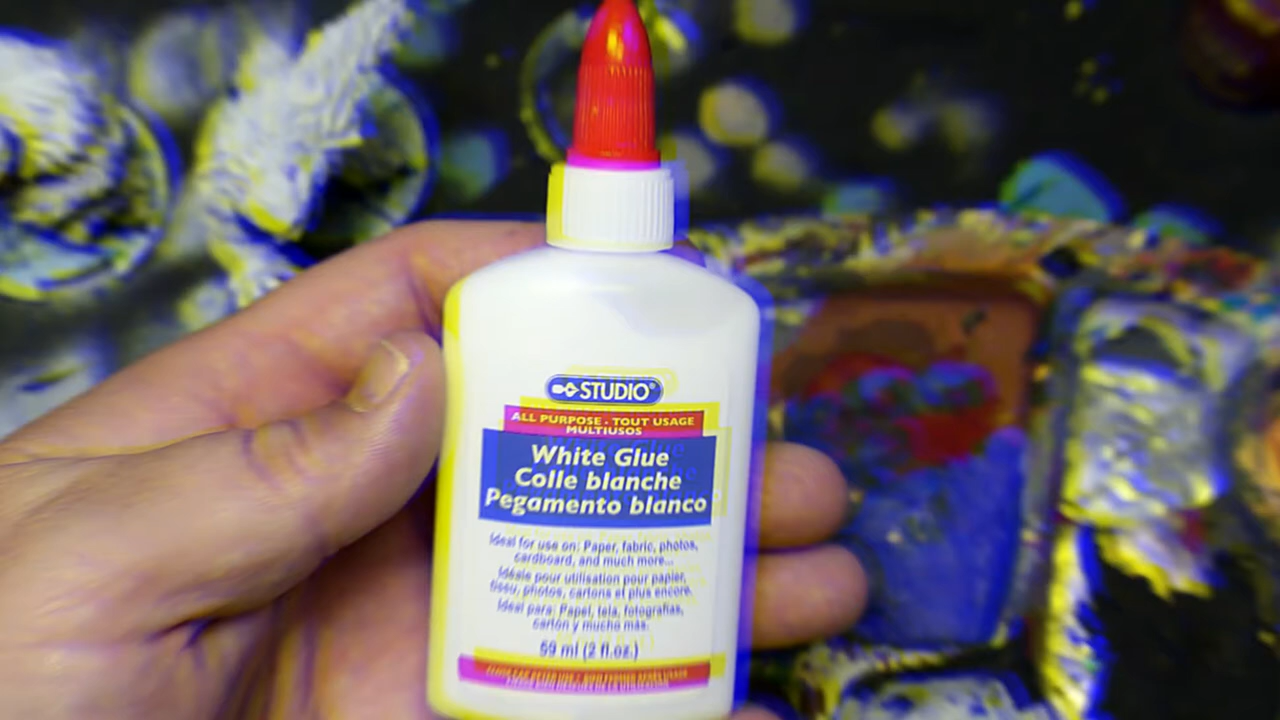 STUDIO®
ALL PURPOSE · TOUT USAGE
MULTIUSOS
White Glue
Colle blanche
Pegamento blanco
Ideal for use on: Paper, fabric, photos,
cardboard, and much more...
Idéale pour utilisation pour papier,
tissu, photos, cartons et plus encore.
Ideal para: Papel, tela, fotografias,
cartón y mucho más.
59 ml (2 fl.oz.)